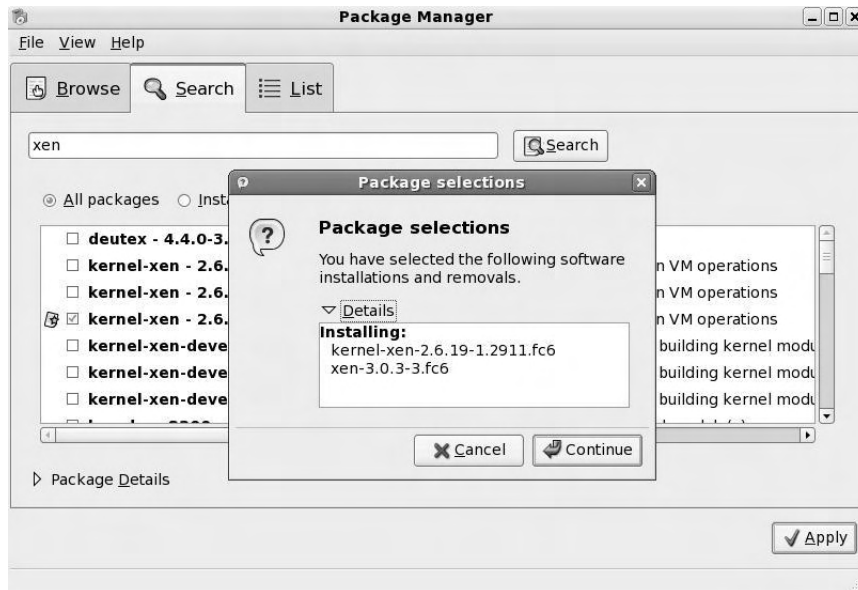 Package Manager
File View Help
Browse Search List
xen Search
All packages
Package selections
Package selections
You have selected the following software
installations and removals.
Details
Installing:
kernel-xen-2.6.19-1.2911.fc6
xen-3.0.3-3.fc6
Cancel Continue
deutex - 4.4.0-3.
kernel-xen - 2.6. n VM operations
kernel-xen - 2.6. n VM operations
kernel-xen - 2.6. n VM operations
kernel-xen-deve building kernel modu
kernel-xen-deve building kernel modu
kernel-xen-deve building kernel modu
Package Details
Apply